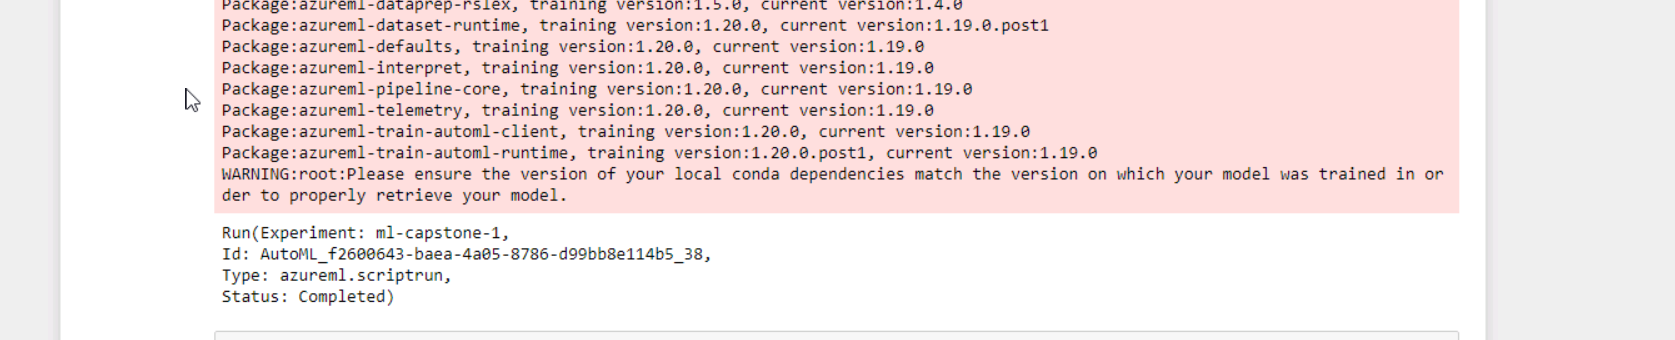 Package:azureml-dataprep-rslex, training version:1.5.0, current version:1.4.0
Package:azureml-dataset-runtime, training version:1.20.0, current version:1.19.0.post1
Package:azureml-defaults, training version:1.20.0, current version:1.19.0
Package:azureml-interpret, training version:1.20.0, current version:1.19.0
Package:azureml-pipeline-core, training version:1.20.0, current version:1.19.0
Package:azureml-telemetry, training version:1.20.0, current version:1.19.0
Package:azureml-train-automl-client, training version:1.20.0, current version:1.19.0
Package:azureml-train-automl-runtime, training version:1.20.0.post1, current version:1.19.0
WARNING:root:Please ensure the version of your local conda dependencies match the version on which your model was trained in or
der to properly retrieve your model.
Run(Experiment: ml-capstone-1,
Id: AutoML_f2600643-baea-4a05-8786-d99bb8e114b5_38,
Type: azureml.scriptrun,
Status: Completed)